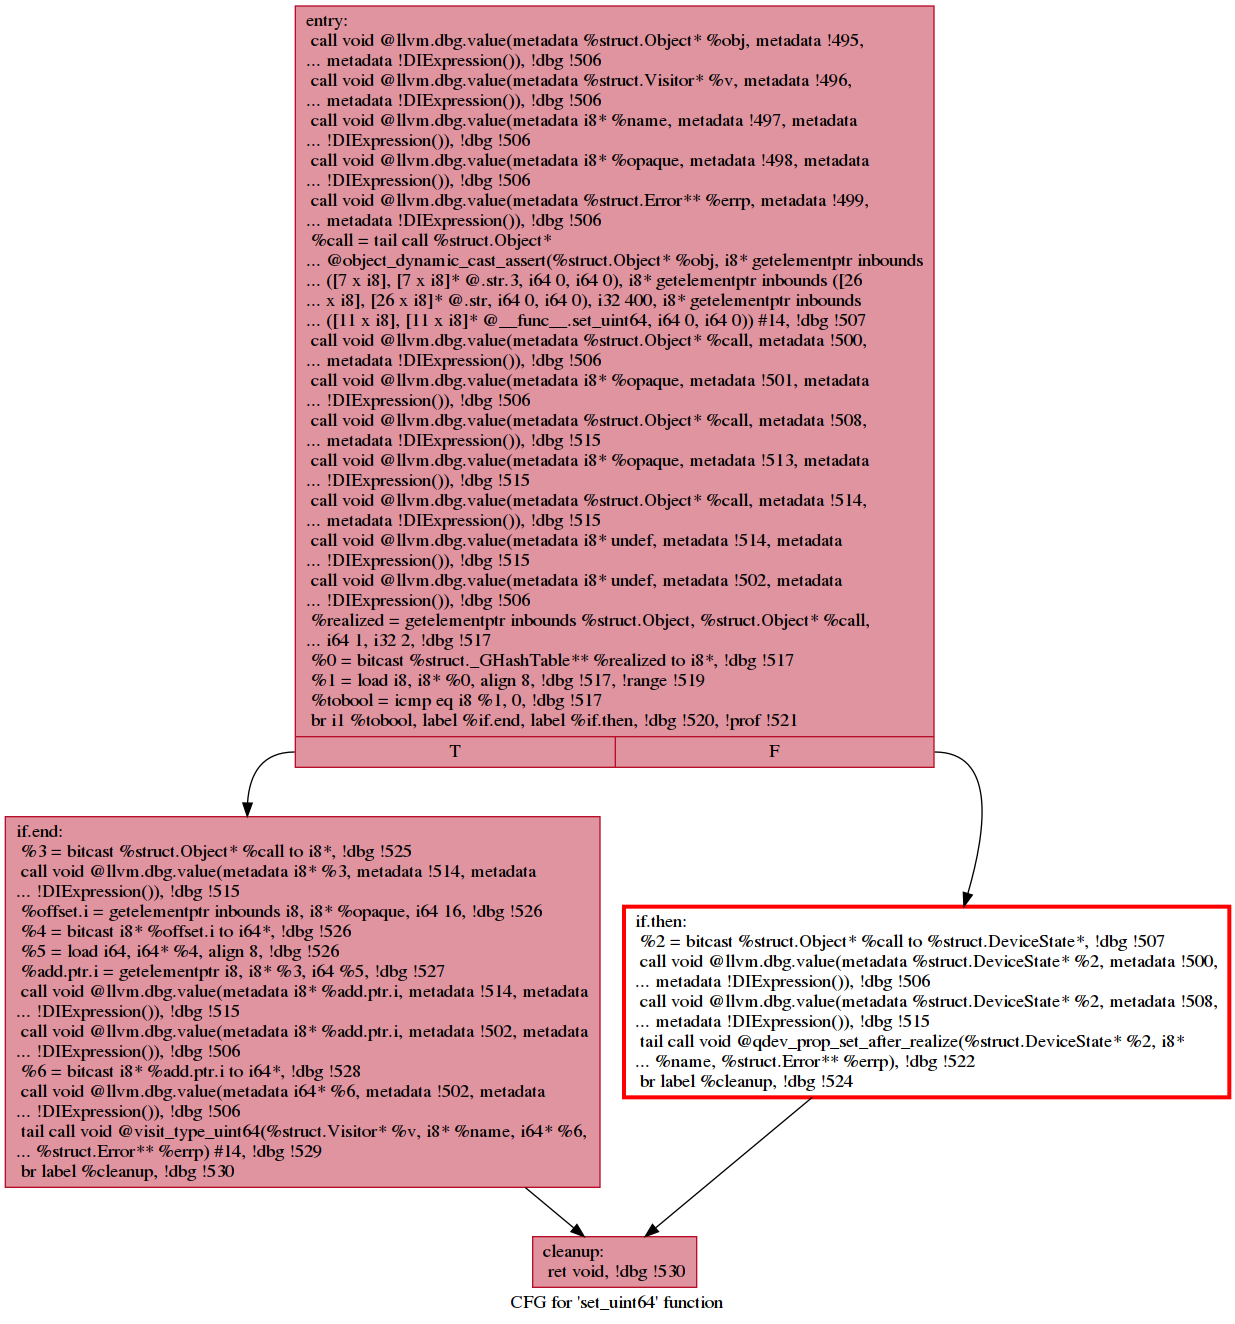 entry:
call void @llvm.dbg.value(metadata %struct.Object* %obj, metadata !495,
... metadata !DIExpression()), !dbg !506
call void @llvm.dbg.value(metadata %struct.Visitor* %v, metadata !496,
... metadata !DIExpression()), !dbg !506
call void @llvm.dbg.value(metadata i8* %name, metadata !497, metadata
... !DIExpression()), !dbg !506
call void @llvm.dbg.value(metadata i8* %opaque, metadata !498, metadata
... !DIExpression()), !dbg !506
call void @llvm.dbg.value(metadata %struct.Error** %errp, metadata !499,
... metadata !DIExpression()), !dbg !506
%call = tail call %struct.Object*
... @object_dynamic_cast_assert(%struct.Object* %obj, i8* getelementptr inbounds
... ([7 x i8], [7 x i8]* @.str.3, i64 0, i64 0), i8* getelementptr inbounds ([26
... x i8], [26 x i8]* @.str, i64 0, i64 0), i32 400, i8* getelementptr inbounds
... ([11 x i8], [11 x i8]* @__func__.set_uint64, i64 0, i64 0)) #14, !dbg !507
call void @llvm.dbg.value(metadata %struct.Object* %call, metadata !500,
... metadata !DIExpression()), !dbg !506
call void @llvm.dbg.value(metadata i8* %opaque, metadata !501, metadata
... !DIExpression()), !dbg !506
call void @llvm.dbg.value(metadata %struct.Object* %call, metadata !508,
... metadata !DIExpression()), !dbg !515
call void @llvm.dbg.value(metadata i8* %opaque, metadata !513, metadata
... !DIExpression()), !dbg !515
call void @llvm.dbg.value(metadata %struct.Object* %call, metadata !514,
... metadata !DIExpression()), !dbg !515
call void @llvm.dbg.value(metadata i8* undef, metadata !514, metadata
... !DIExpression()), !dbg !515
call void @llvm.dbg.value(metadata i8* undef, metadata !502, metadata
... !DIExpression()), !dbg !506
%realized = getelementptr inbounds %struct.Object, %struct.Object* %call,
... i64 1, i32 2, !dbg !517
%0 = bitcast %struct._GHashTable** %realized to i8*, !dbg !517
%1 = load i8, i8* %0, align 8, !dbg !517, !range !519
%tobool = icmp eq i8 %1, 0, !dbg !517
br i1 %tobool, label %if.end, label %if.then, !dbg !520, !prof !521
T
F
if.end:
%3 = bitcast %struct.Object* %call to i8*, !dbg !525
call void @llvm.dbg.value(metadata i8* %3, metadata !514, metadata
... !DIExpression()), !dbg !515
%offset.i = getelementptr inbounds i8, i8* %opaque, i64 16, !dbg !526
%4 = bitcast i8* %offset.i to i64*, !dbg !526
%5 = load i64, i64* %4, align 8, !dbg !526
%add.ptr.i = getelementptr i8, i8* %3, i64 %5, !dbg !527
call void @llvm.dbg.value(metadata i8* %add.ptr.i, metadata !514, metadata
... !DIExpression()), !dbg !515
call void @llvm.dbg.value(metadata i8* %add.ptr.i, metadata !502, metadata
... !DIExpression()), !dbg !506
%6 = bitcast i8* %add.ptr.i to i64*, !dbg !528
call void @llvm.dbg.value(metadata i64* %6, metadata !502, metadata
... !DIExpression()), !dbg !506
tail call void @visit_type_uint64(%struct.Visitor* %v, i8* %name, i64* %6,
... %struct.Error** %errp) #14, !dbg !529
br label %cleanup, !dbg !530
if.then:
%2 = bitcast %struct.Object* %call to %struct.DeviceState*, !dbg !507
call void @llvm.dbg.value(metadata %struct.DeviceState* %2, metadata !500,
... metadata !DIExpression()), !dbg !506
call void @llvm.dbg.value(metadata %struct.DeviceState* %2, metadata !508,
... metadata !DIExpression()), !dbg !515
tail call void @qdev_prop_set_after_realize(%struct.DeviceState* %2, i8*
... %name, %struct.Error** %errp), !dbg !522
br label %cleanup, !dbg !524
cleanup:
ret void, !dbg !530
CFG for 'set_uint64' function